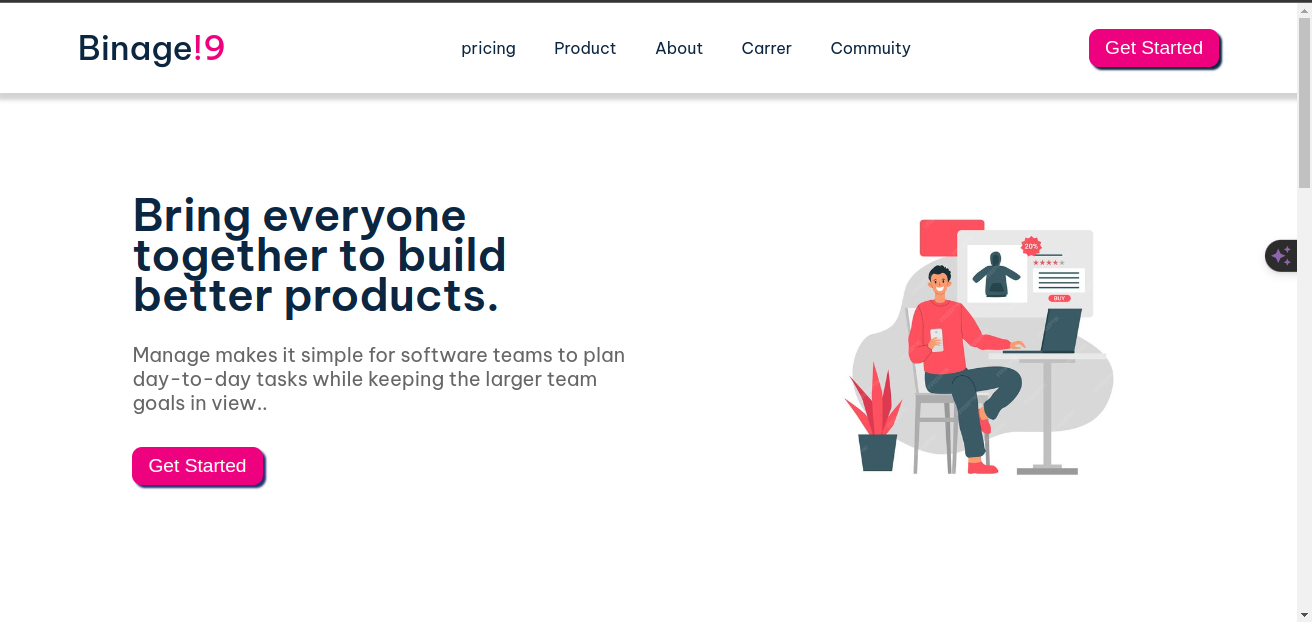 Binage!9
pricing
About
Product
Carrer
Commuity
Get Started
Bring everyone
together to build
better products.
20%
BUY
Manage makes it simple for software teams to plan
day-to-day tasks while keeping the larger team
goals in view..
Get Started